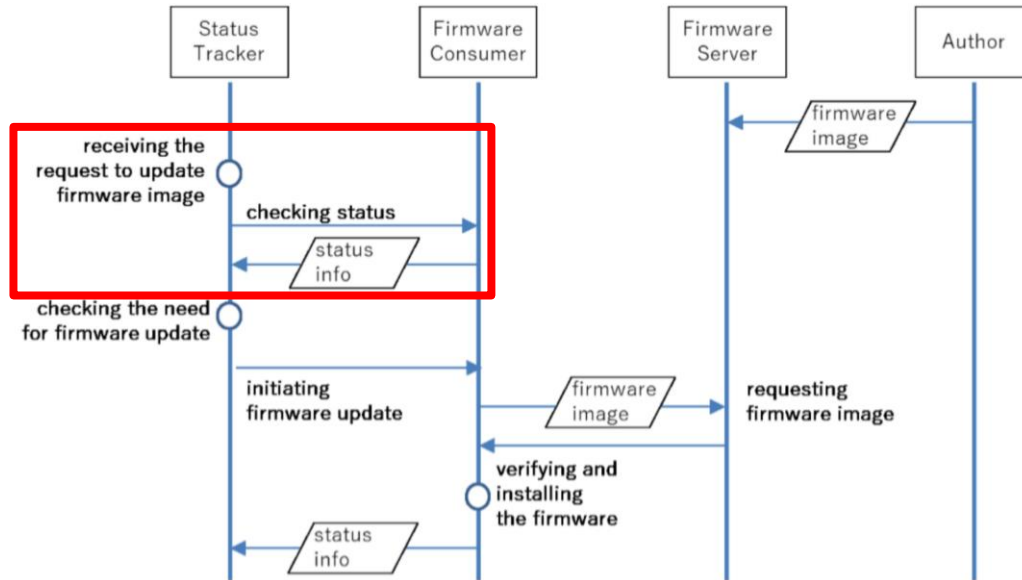 Status
Tracker
Firmware
Consumer
Firmware
Server
Author
firmware
image
receiving the
request to update
firmware image
checking status
status
info
checking the need
for firmware update
initiating
firmware update
firmware
image
requesting
firmware image
verifying and
installing
the firmware
status
info